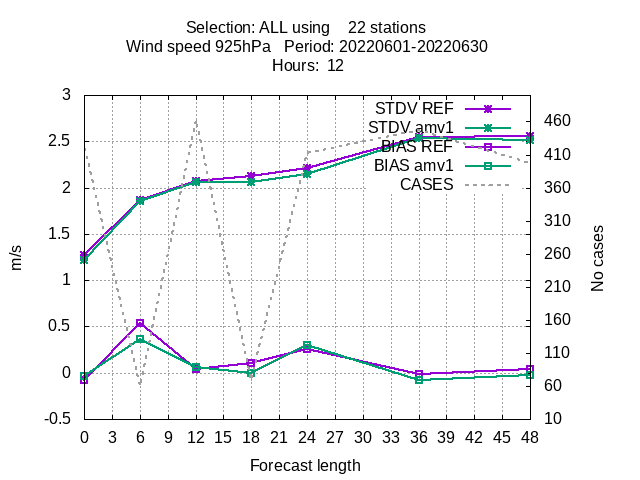 Selection: ALL using    22 stations
Wind speed 925hPa   Period: 20220601-20220630
Hours:  12
STDV REF
STDV amv1
BIAS REF
BIAS amv1
CASES
3
2.5
2
1.5
1
0.5
0
-0.5
460
410
360
310
260
210
160
110
60
10
m/s
No cases
0 3 6 9 12 15 18 21 24 27 30 33 36 39 42 45 48
Forecast length